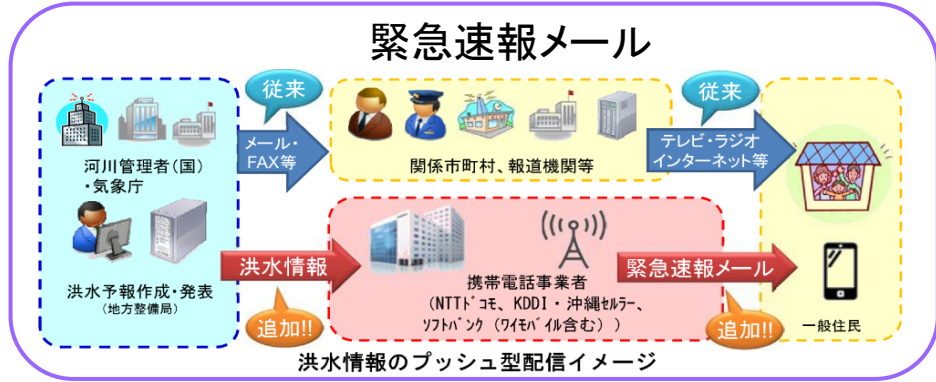 緊急速報メール
従来
従来
河川管理者(国)
・気象庁
メール・
FAX等
関係市町村、報道機関等
テレビ・ラジオ
インターネット等
洪水予報作成・発表
(地方整備局)
洪水情報
追加!!
携帯電話事業者
(NTTﾄﾞｺﾓ、KDDI・沖縄ｾﾙﾗｰ、
ｿﾌﾄﾊﾞﾝｸ(ﾜｲﾓﾊﾞｲﾙ含む))
緊急速報メール
追加!!
一般住民
洪水情報のプッシュ型配信イメージ